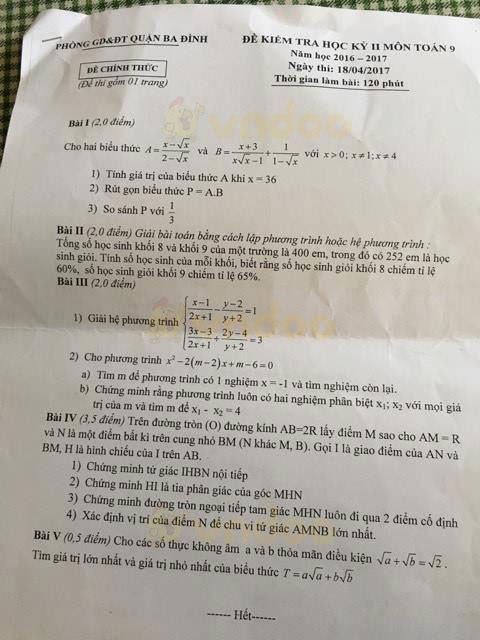 PHÒNG GD&ĐT QUẬN BA ĐÌNH
ĐỀ CHÍNH THỨC
(Đề thi gồm 01 trang)
ĐỀ KIỂM TRA HỌC KỲ II MÔN TOÁN 9
Năm học 2016 – 2017
Ngày thi: 18/04/2017
Thời gian làm bài: 120 phút
vndoo
Bài I (2,0 điểm)
Cho hai biểu thức A = (x−√x)/(2−√x) và B = (x+3)/(x√x−1) + 1/(1−√x) với x > 0; x ≠ 1; x ≠ 4
1) Tính giá trị của biểu thức A khi x = 36
2) Rút gọn biểu thức P = A.B
3) So sánh P với 1/3
Bài II (2,0 điểm) Giải bài toán bằng cách lập phương trình hoặc hệ phương trình :
Tổng số học sinh khối 8 và khối 9 của một trường là 400 em, trong đó có 252 em là học
sinh giỏi. Tính số học sinh của mỗi khối, biết rằng số học sinh giỏi khối 8 chiếm tỉ lệ
60%, số học sinh giỏi khối 9 chiếm tỉ lệ 65%.
Bài III (2,0 điểm)
1) Giải hệ phương trình { (x−1)/(2x+1) − (y−2)/(y+2) = 1
(3x−3)/(2x+1) + (2y−4)/(y+2) = 3
2) Cho phương trình x² − 2(m−2)x + m − 6 = 0
a) Tìm m để phương trình có 1 nghiệm x = -1 và tìm nghiệm còn lại.
b) Chứng minh rằng phương trình luôn có hai nghiệm phân biệt x₁; x₂ với mọi giá
trị của m và tìm m để x₁ - x₂ = 4
Bài IV (3,5 điểm) Trên đường tròn (O) đường kính AB=2R lấy điểm M sao cho AM = R
và N là một điểm bất kì trên cung nhỏ BM (N khác M, B). Gọi I là giao điểm của AN và
BM, H là hình chiếu của I trên AB.
1) Chứng minh tứ giác IHBN nội tiếp
2) Chứng minh HI là tia phân giác của góc MHN
3) Chứng minh đường tròn ngoại tiếp tam giác MHN luôn đi qua 2 điểm cố định
4) Xác định vị trí của điểm N để chu vi tứ giác AMNB lớn nhất.
Bài V (0,5 điểm) Cho các số thực không âm a và b thỏa mãn điều kiện √a + √b = √2 .
Tìm giá trị lớn nhất và giá trị nhỏ nhất của biểu thức T = a√a + b√b
------ Hết------